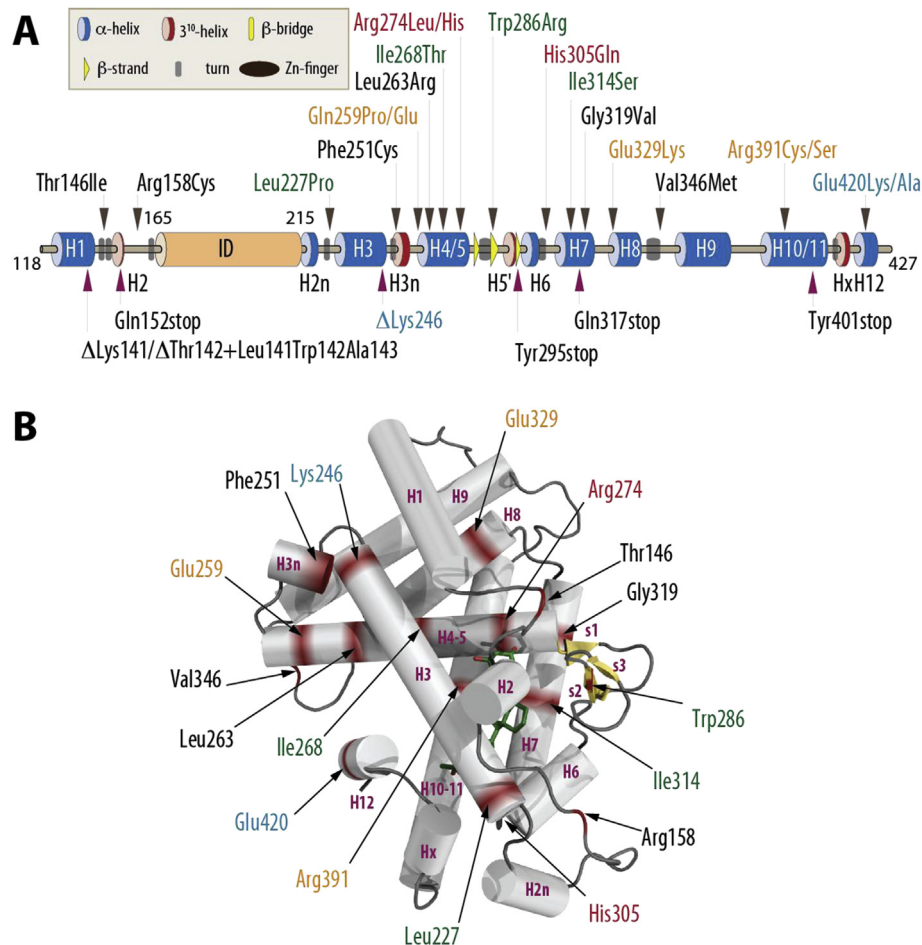 A
α-helix
3¹⁰-helix
β-bridge
β-strand
turn
Zn-finger
Arg274Leu/His
Trp286Arg
Ile268Thr
His305Gln
Leu263Arg
Ile314Ser
Gln259Pro/Glu
Gly319Val
Phe251Cys
Glu329Lys
Arg391Cys/Ser
Thr146Ile
Arg158Cys
Leu227Pro
Val346Met
Glu420Lys/Ala
165
215
H1
ID
H3
H4/5
H7
H8
H9
H10/11
118
H2
H2n
H3n
H5'
H6
Hx
H12
427
Gln152stop
ΔLys246
Gln317stop
Tyr401stop
ΔLys141/ΔThr142+Leu141Trp142Ala143
Tyr295stop
B
Glu329
Lys246
Phe251
Arg274
H1
H9
H8
H3n
Glu259
Thr146
Gly319
H4-5
s1
s3
H3
H2
s2
Val346
Leu263
Ile268
Trp286
H7
H6
Ile314
H12
H10-11
Glu420
Arg158
Hx
Arg391
H2n
His305
Leu227